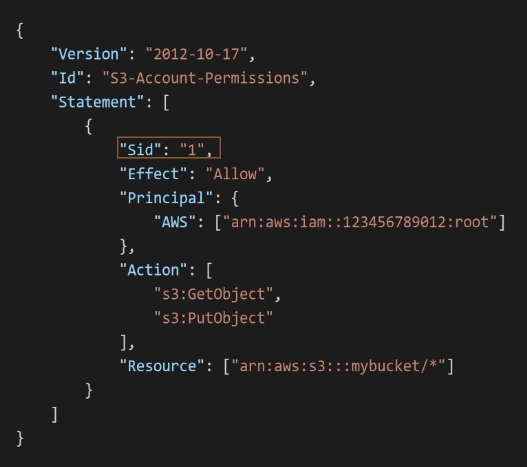 {
    "Version": "2012-10-17",
    "Id": "S3-Account-Permissions",
    "Statement": [
        {
            "Sid": "1",
            "Effect": "Allow",
            "Principal": {
                "AWS": ["arn:aws:iam::123456789012:root"]
            },
            "Action": [
                "s3:GetObject",
                "s3:PutObject"
            ],
            "Resource": ["arn:aws:s3:::mybucket/*"]
        }
    ]
}